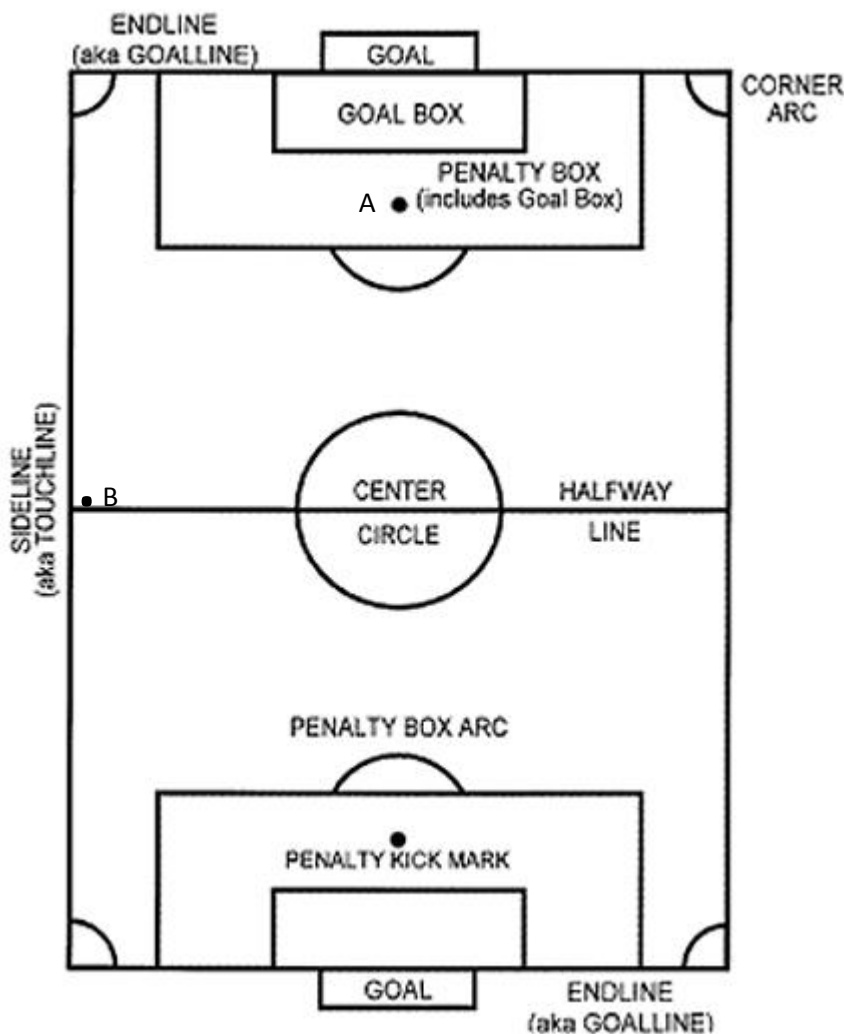 ENDLINE
(aka GOALLINE)
GOAL
CORNER
ARC
GOAL BOX
PENALTY BOX
(includes Goal Box)
A
SIDELINE
(aka TOUCHLINE)
B
CENTER
CIRCLE
HALFWAY
LINE
PENALTY BOX ARC
PENALTY KICK MARK
GOAL
ENDLINE
(aka GOALLINE)